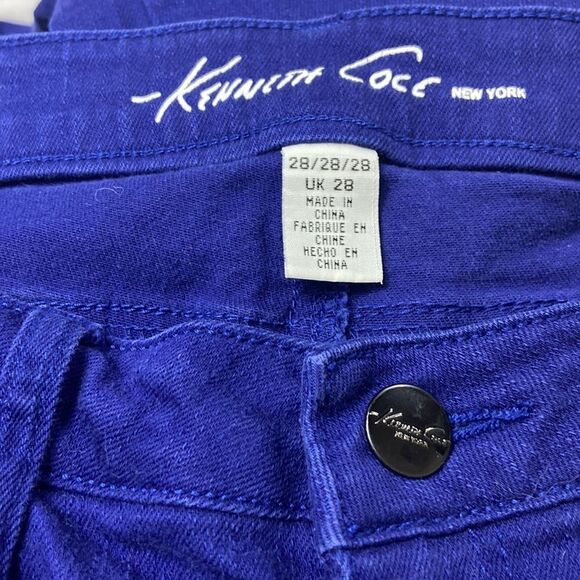 Kenneth Cole NEW YORK
28/28/28
UK 28
MADE IN
CHINA
FABRIQUE EN
CHINE
HECHO EN
CHINA
Kenneth Cole
NEW YORK